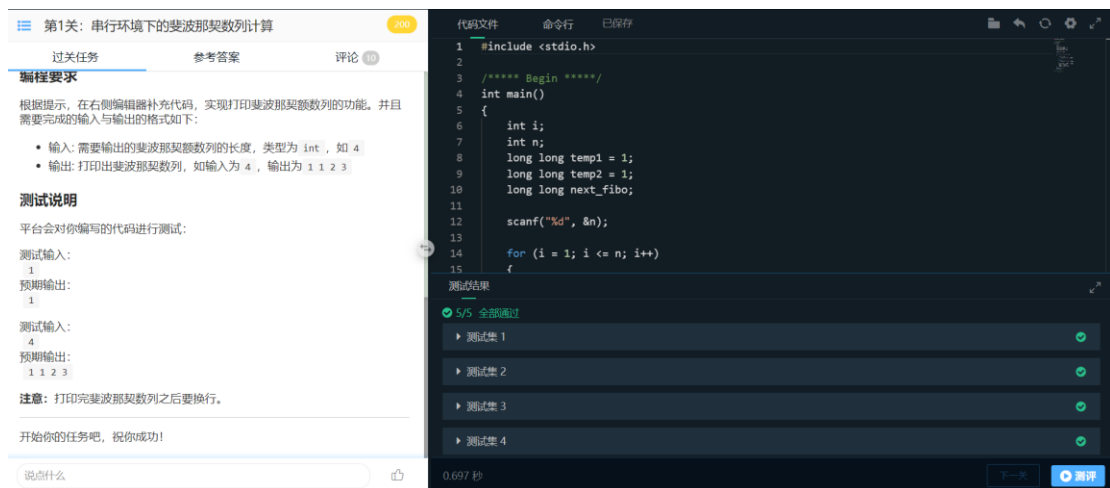 第1关：串行环境下的斐波那契数列计算
200
过关任务
参考答案
评论 10
编程要求
根据提示，在右侧编辑器补充代码，实现打印斐波那契额数列的功能。并且
需要完成的输入与输出的格式如下：
输入: 需要输出的斐波那契额数列的长度，类型为 int ，如 4
输出: 打印出斐波那契数列，如输入为 4 ，输出为 1 1 2 3
测试说明
平台会对你编写的代码进行测试：
测试输入：
1
预期输出：
1
测试输入：
4
预期输出：
1 1 2 3
注意：打印完斐波那契数列之后要换行。
开始你的任务吧，祝你成功！
说点什么
代码文件
命令行
已保存
1 #include <stdio.h>
2
3 /***** Begin *****/
4 int main()
5 {
6 int i;
7 int n;
8 long long temp1 = 1;
9 long long temp2 = 1;
10 long long next_fibo;
11
12 scanf("%d", &n);
13
14 for (i = 1; i <= n; i++)
15 {
测试结果
5/5 全部通过
测试集 1
测试集 2
测试集 3
测试集 4
0.697 秒
下一关
测评